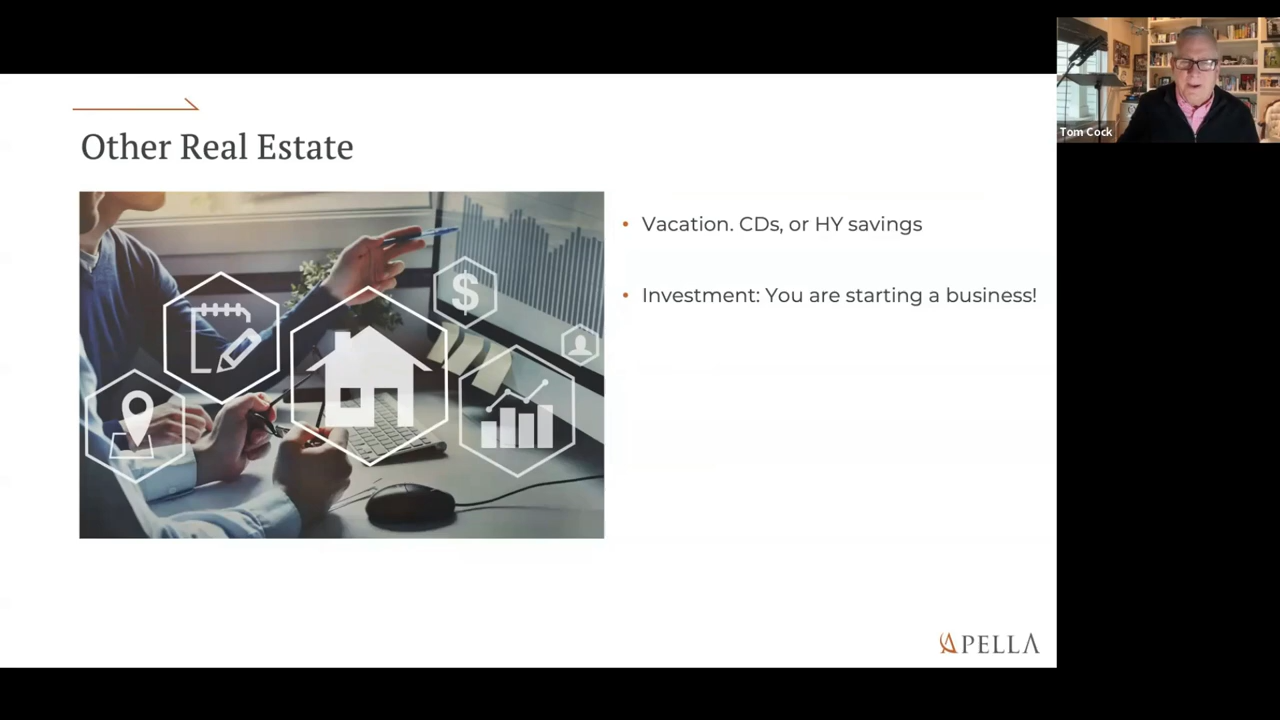 Other Real Estate
• Vacation. CDs, or HY savings
• Investment: You are starting a business!
$
APELLA
Tom Cock